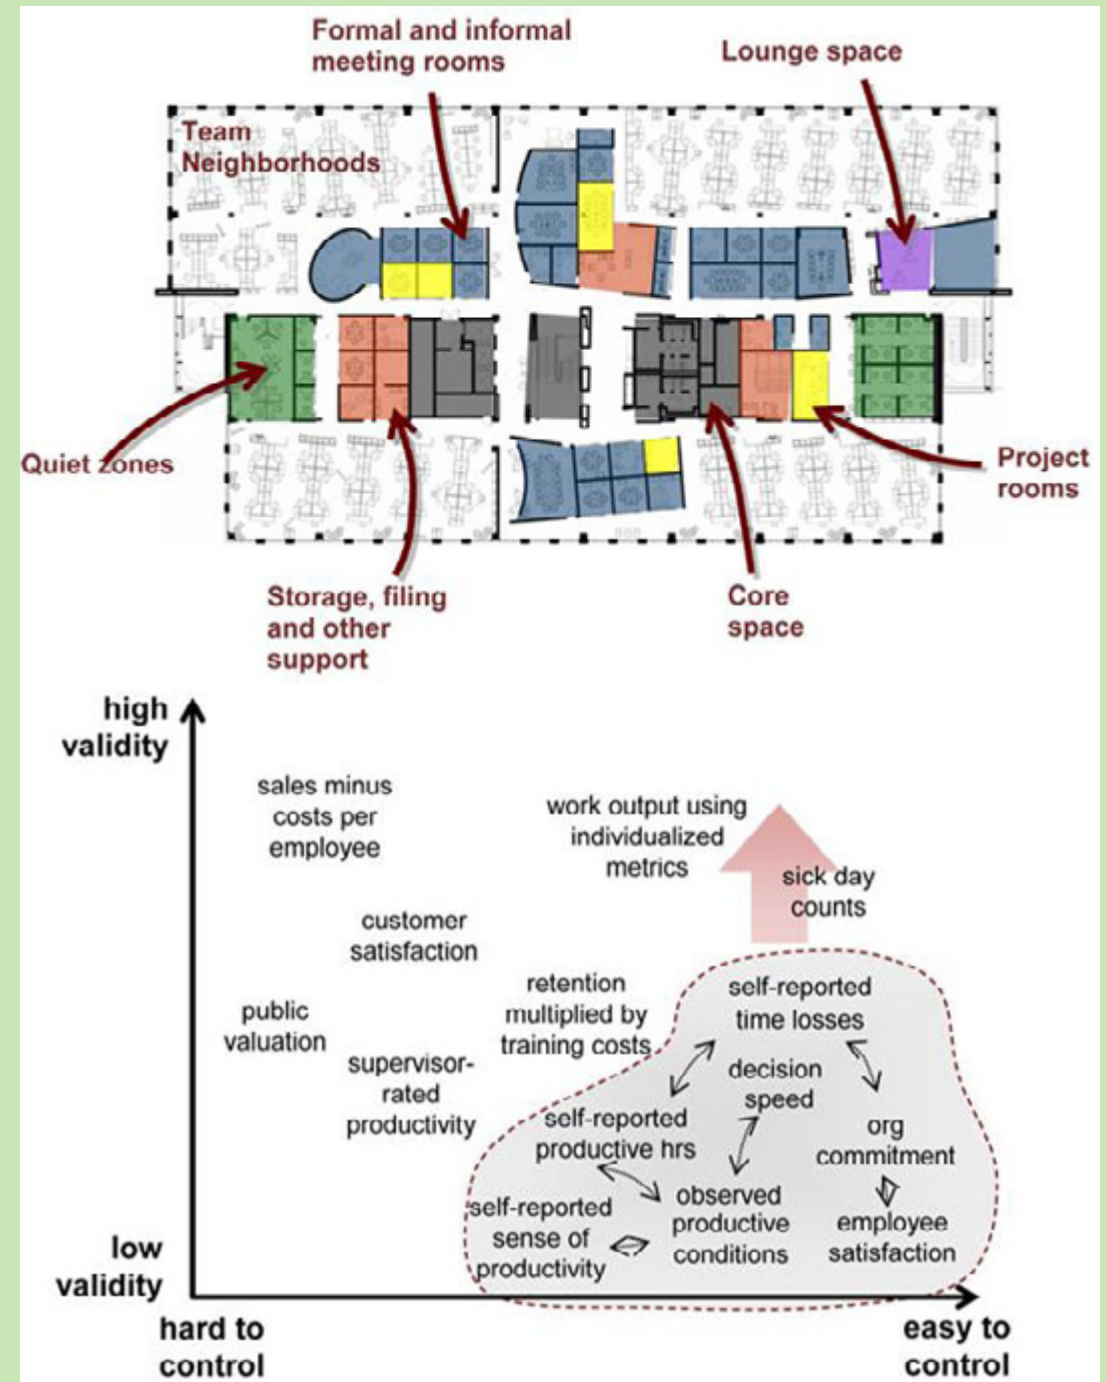 Formal and informal
meeting rooms
Lounge space
Team
Neighborhoods
Quiet zones
Project
rooms
Storage, filing
and other
support
Core
space
high
validity
sales minus
costs per
employee
work output using
individualized
metrics
sick day
counts
customer
satisfaction
public
valuation
retention
multiplied by
training costs
self-reported
time losses
supervisor-
rated
productivity
decision
speed
self-reported
productive hrs
org
commitment
self-reported
sense of
productivity
observed
productive
conditions
employee
satisfaction
low
validity
hard to
control
easy to
control